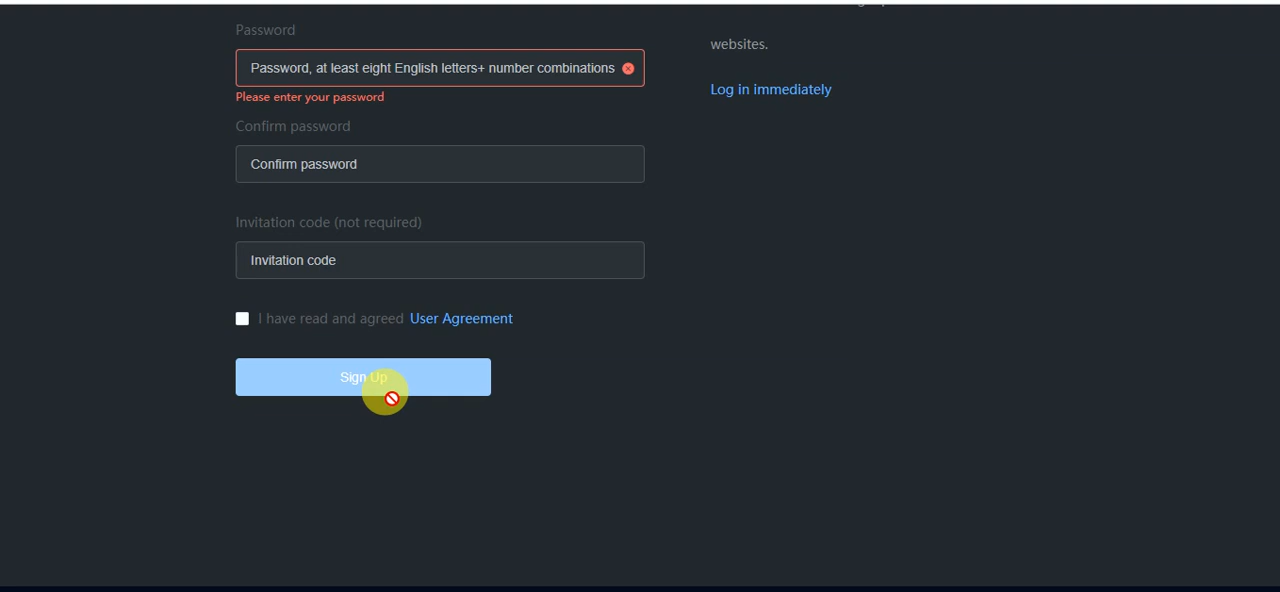 Password
websites.
Password, at least eight English letters+ number combinations
Log in immediately
Please enter your password
Confirm password
Confirm password
Invitation code (not required)
Invitation code
I have read and agreed User Agreement
Sign Up